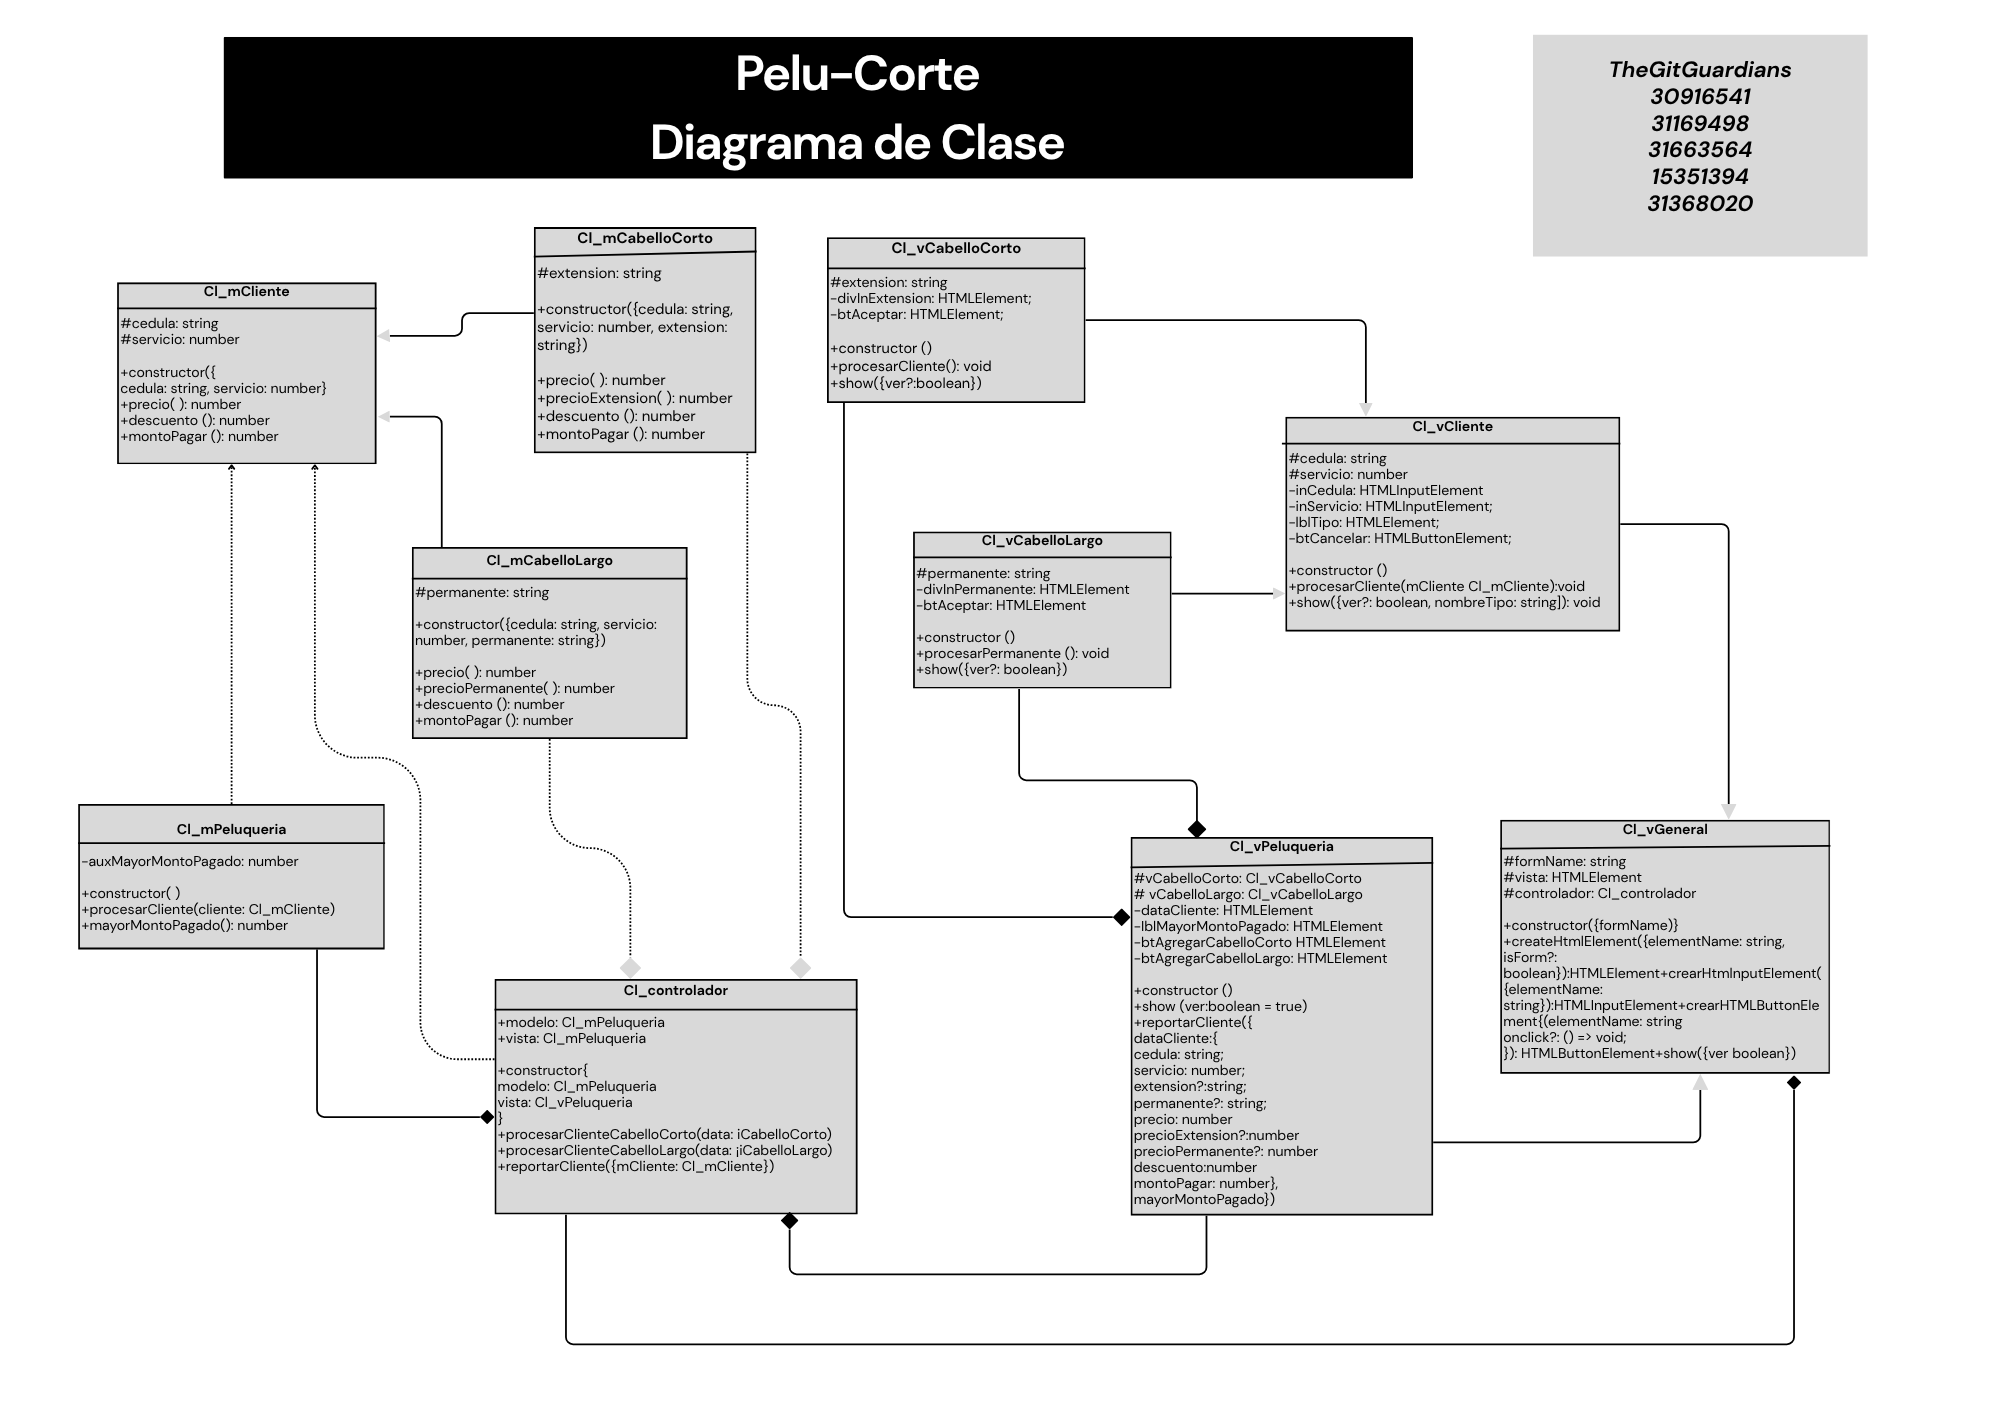 Pelu-Corte
Diagrama de Clase
TheGitGuardians
30916541
31169498
31663564
15351394
31368020
Cl_mCliente
#cedula: string
#servicio: number
+constructor({
cedula: string, servicio: number}
+precio( ): number
+descuento (): number
+montoPagar (): number
Cl_mCabelloCorto
#extension: string
+constructor({cedula: string,
servicio: number, extension:
string})
+precio( ): number
+precioExtension( ): number
+descuento (): number
+montoPagar (): number
Cl_vCabelloCorto
#extension: string
-divInExtension: HTMLElement;
-btAceptar: HTMLElement;
+constructor ()
+procesarCliente(): void
+show({ver?:boolean})
Cl_vCliente
#cedula: string
#servicio: number
-inCedula: HTMLInputElement
-inServicio: HTMLInputElement;
-lblTipo: HTMLElement;
-btCancelar: HTMLButtonElement;
+constructor ()
+procesarCliente(mCliente Cl_mCliente):void
+show({ver?: boolean, nombreTipo: string]): void
Cl_mCabelloLargo
#permanente: string
+constructor({cedula: string, servicio:
number, permanente: string})
+precio( ): number
+precioPermanente( ): number
+descuento (): number
+montoPagar (): number
Cl_vCabelloLargo
#permanente: string
-divInPermanente: HTMLElement
-btAceptar: HTMLElement
+constructor ()
+procesarPermanente (): void
+show({ver?: boolean})
Cl_mPeluqueria
-auxMayorMontoPagado: number
+constructor( )
+procesarCliente(cliente: Cl_mCliente)
+mayorMontoPagado(): number
Cl_controlador
+modelo: Cl_mPeluqueria
+vista: Cl_mPeluqueria
+constructor{
modelo: Cl_mPeluqueria
vista: Cl_vPeluqueria
}
+procesarClienteCabelloCorto(data: iCabelloCorto)
+procesarClienteCabelloLargo(data: ¡iCabelloLargo)
+reportarCliente({mCliente: Cl_mCliente})
Cl_vPeluqueria
#vCabelloCorto: Cl_vCabelloCorto
# vCabelloLargo: Cl_vCabelloLargo
-dataCliente: HTMLElement
-lblMayorMontoPagado: HTMLElement
-btAgregarCabelloCorto HTMLElement
-btAgregarCabelloLargo: HTMLElement
+constructor ()
+show (ver:boolean = true)
+reportarCliente({
dataCliente:{
cedula: string;
servicio: number;
extension?:string;
permanente?: string;
precio: number
precioExtension?:number
precioPermanente?: number
descuento:number
montoPagar: number},
mayorMontoPagado})
Cl_vGeneral
#formName: string
#vista: HTMLElement
#controlador: Cl_controlador
+constructor({formName)}
+createHtmlElement({elementName: string,
isForm?:
boolean}):HTMLElement+crearHtmInputElement(
{elementName:
string}):HTMLInputElement+crearHTMLButtonEle
ment{(elementName: string
onclick?: () => void;
}): HTMLButtonElement+show({ver boolean})